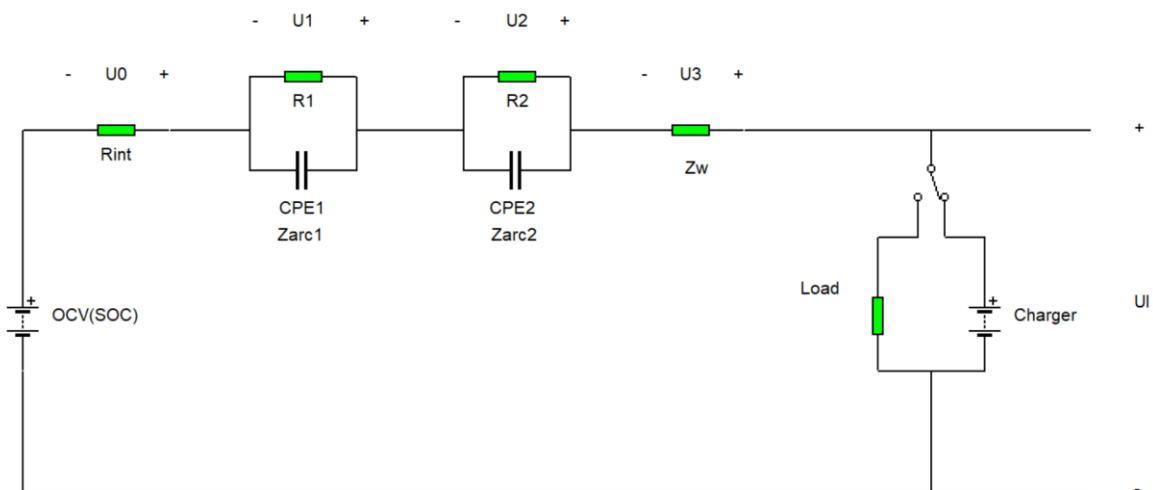 - U1 +
- U2 +
- U0 +
- U3 +
R1
R2
+
Rint
Zw
CPE1
Zarc1
CPE2
Zarc2
Load
+
OCV(SOC)
+
Charger
Ul
-